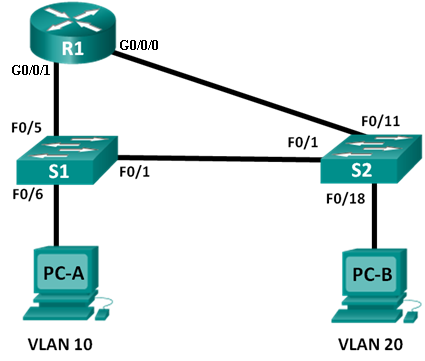 R1
G0/0/0
G0/0/1
F0/5
F0/11
F0/1
S1
F0/1
S2
F0/6
F0/18
PC-A
PC-B
VLAN 10
VLAN 20